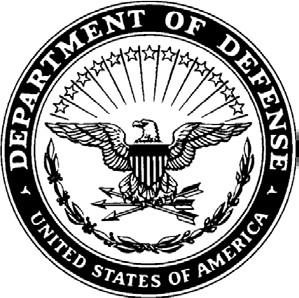 DEPARTMENT OF DEFENSE
UNITED STATES OF AMERICA